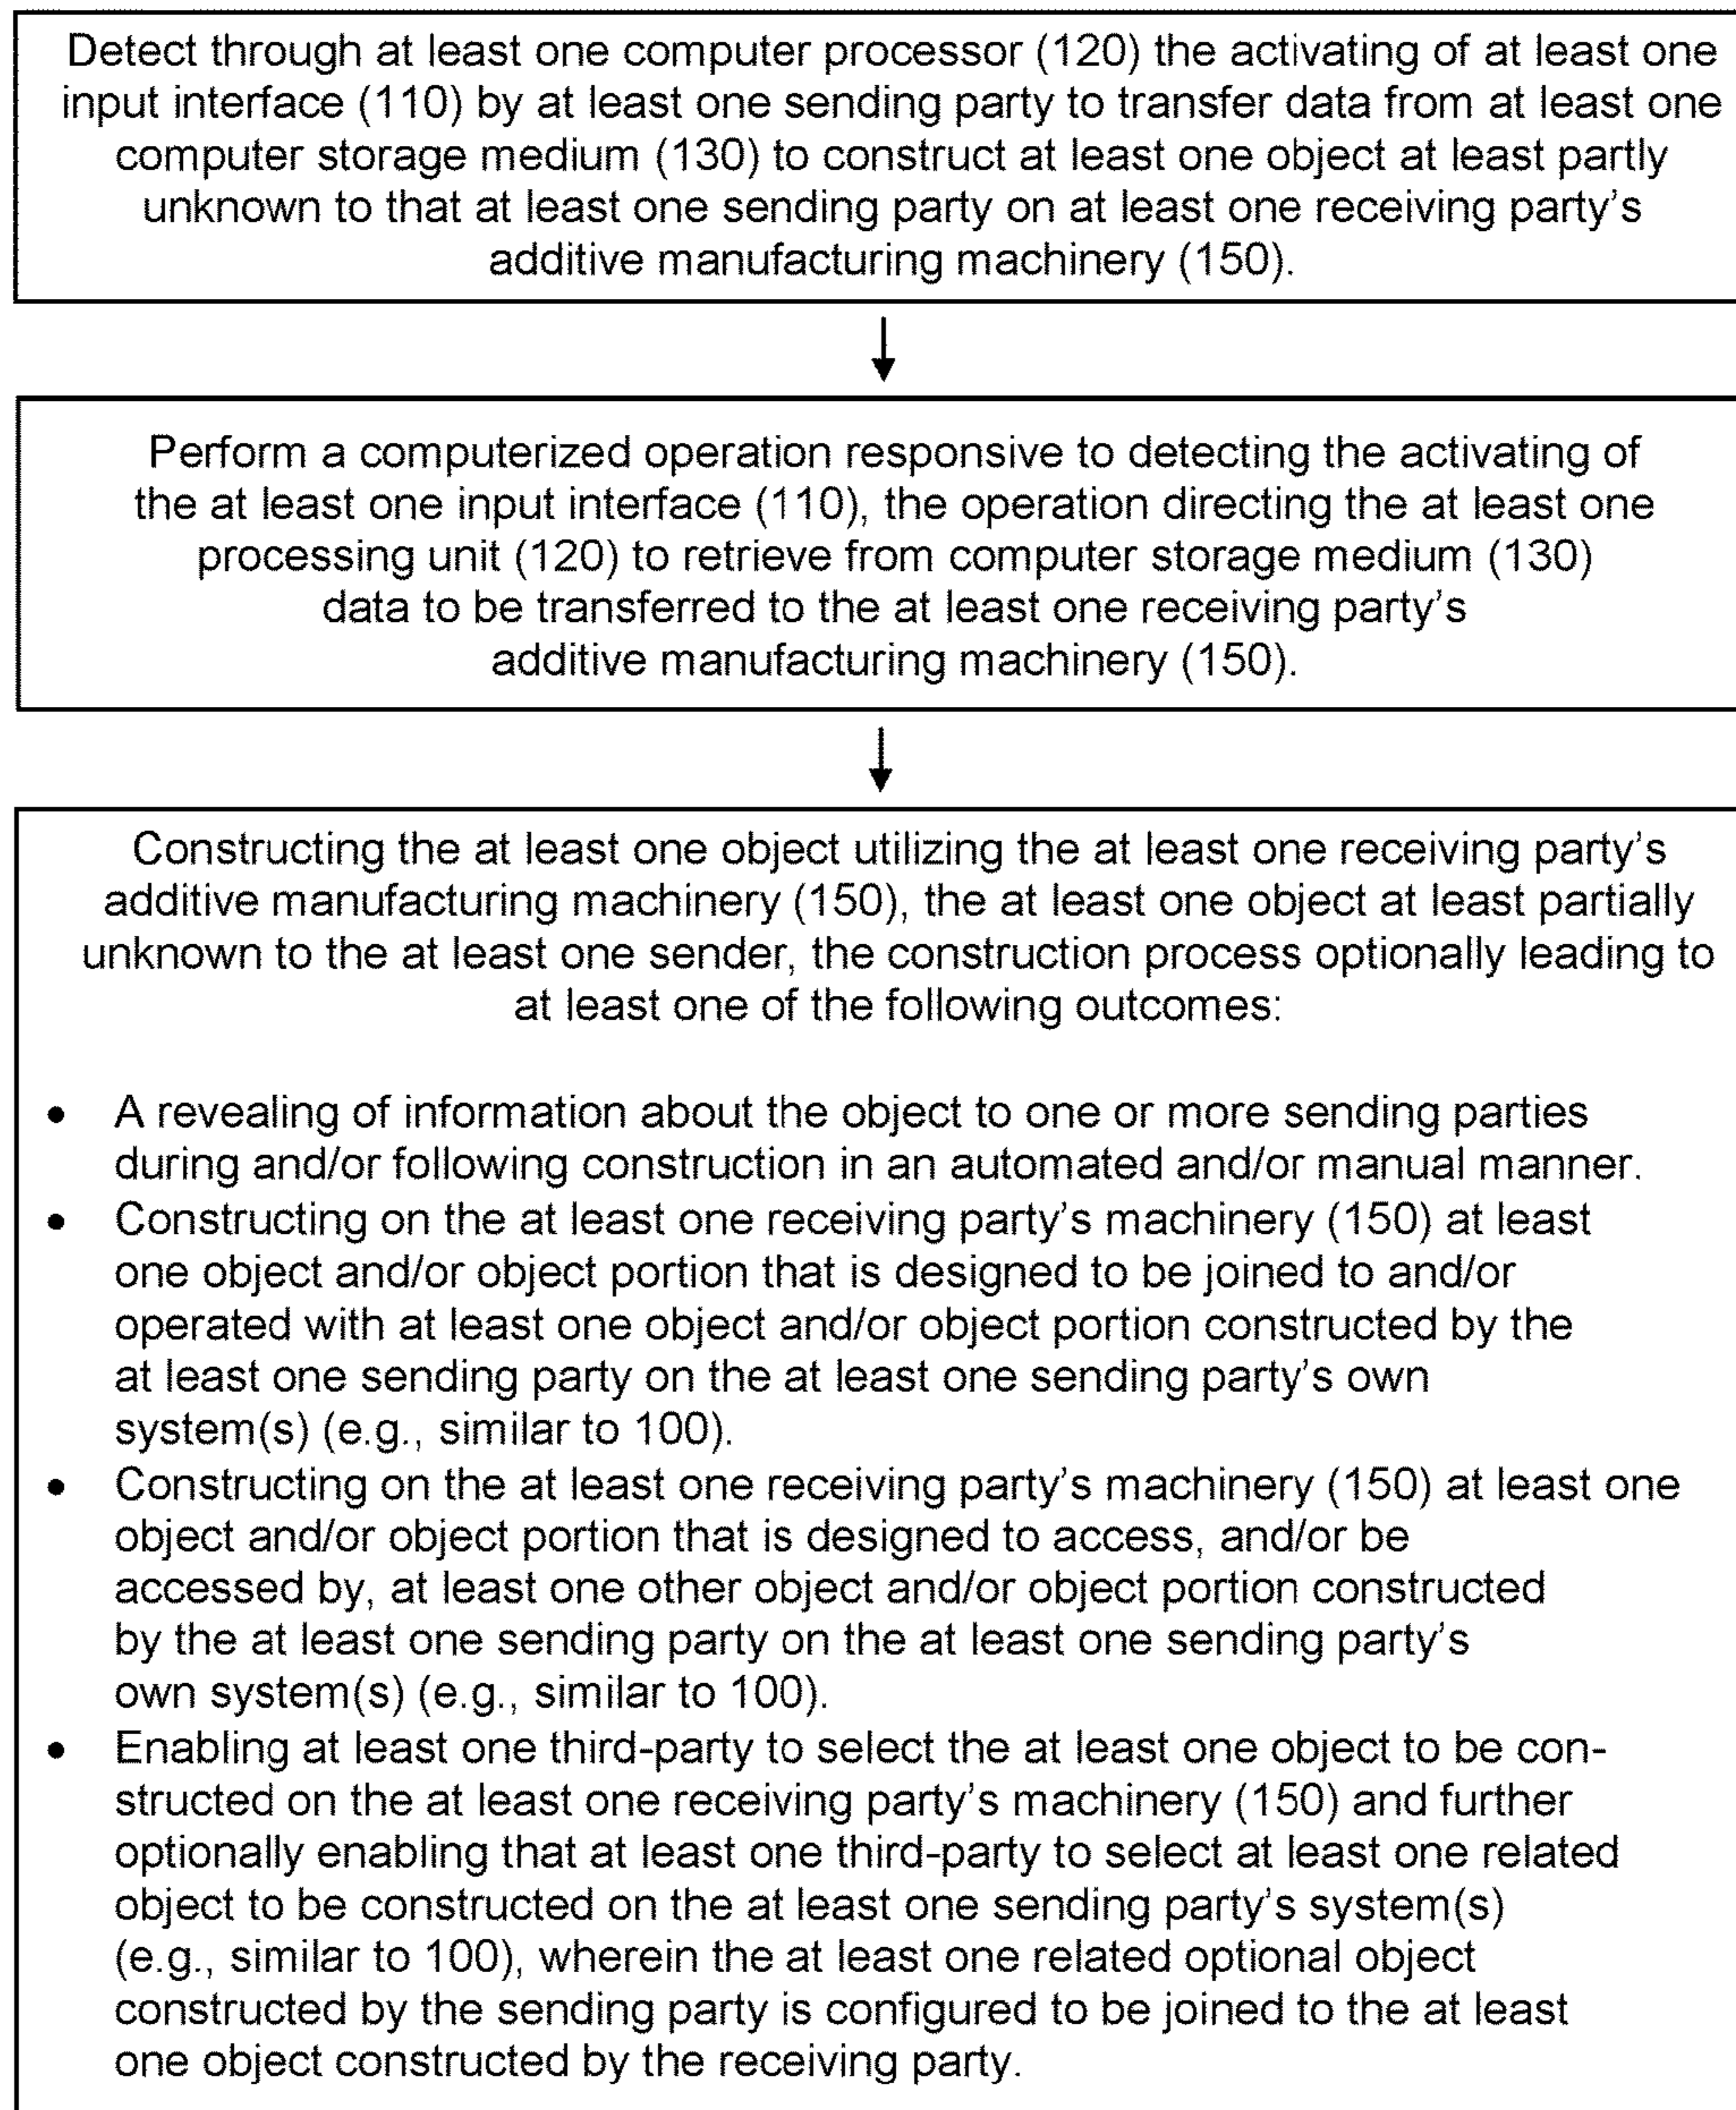 Detect through at least one computer processor (120) the activating of at least one
input interface (110) by at least one sending party to transfer data from at least one
computer storage medium (130) to construct at least one object at least partly
unknown to that at least one sending party on at least one receiving party's
additive manufacturing machinery (150).
Perform a computerized operation responsive to detecting the activating of
the at least one input interface (110), the operation directing the at least one
processing unit (120) to retrieve from computer storage medium (130)
data to be transferred to the at least one receiving party's
additive manufacturing machinery (150).
Constructing the at least one object utilizing the at least one receiving party's
additive manufacturing machinery (150), the at least one object at least partially
unknown to the at least one sender, the construction process optionally leading to
at least one of the following outcomes:
• A revealing of information about the object to one or more sending parties
during and/or following construction in an automated and/or manual manner.
• Constructing on the at least one receiving party's machinery (150) at least
one object and/or object portion that is designed to be joined to and/or
operated with at least one object and/or object portion constructed by the
at least one sending party on the at least one sending party's own
system(s) (e.g., similar to 100).
• Constructing on the at least one receiving party's machinery (150) at least one
object and/or object portion that is designed to access, and/or be
accessed by, at least one other object and/or object portion constructed
by the at least one sending party on the at least one sending party's
own system(s) (e.g., similar to 100).
• Enabling at least one third-party to select the at least one object to be con-
structed on the at least one receiving party's machinery (150) and further
optionally enabling that at least one third-party to select at least one related
object to be constructed on the at least one sending party's system(s)
(e.g., similar to 100), wherein the at least one related optional object
constructed by the sending party is configured to be joined to the at least
one object constructed by the receiving party.